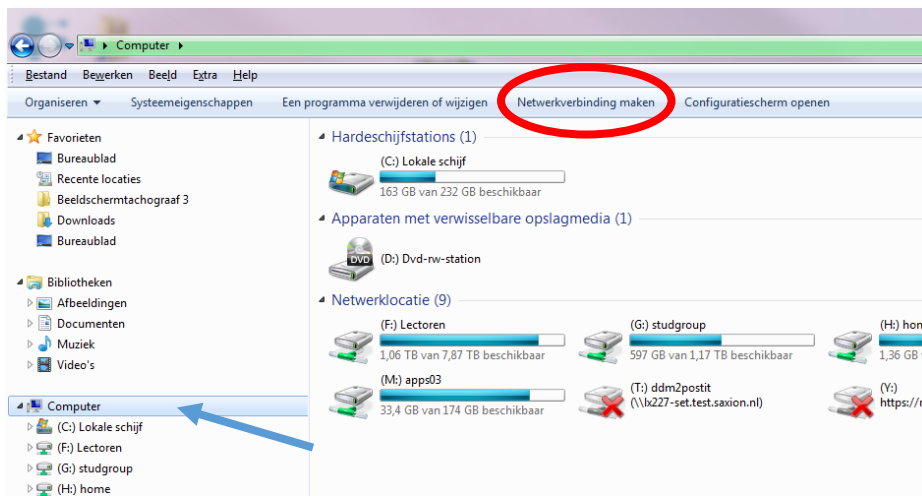 Computer
Bestand Bewerken Beeld Extra Help
Organiseren Systeemeigenschappen Een programma verwijderen of wijzigen Netwerkverbinding maken Configuratiescherm openen
Favorieten
Bureaublad
Recente locaties
Beeldschermtachograaf 3
Downloads
Bureaublad
Bibliotheken
Afbeeldingen
Documenten
Muziek
Video's
Computer
(C:) Lokale schijf
(F:) Lectoren
(G:) studgroup
(H:) home
Hardeschijfstations (1)
(C:) Lokale schijf
163 GB van 232 GB beschikbaar
Apparaten met verwisselbare opslagmedia (1)
DVD
(D:) Dvd-rw-station
Netwerklocatie (9)
(F:) Lectoren
1,06 TB van 7,87 TB beschikbaar
(G:) studgroup
597 GB van 1,17 TB beschikbaar
(H:) hon
1,36 GB
(M:) apps03
33,4 GB van 174 GB beschikbaar
(T:) ddm2postit
(\\lx227-set.test.saxion.nl)
(Y:)
https://